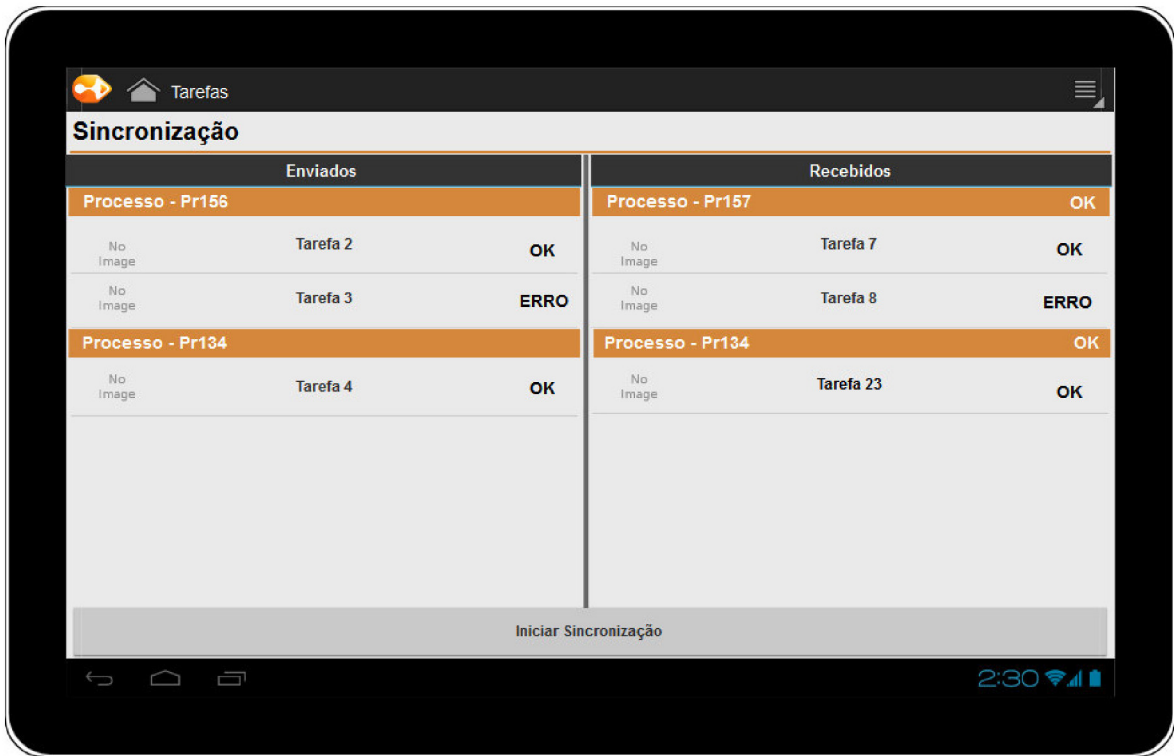 Tarefas
Sincronização
Enviados
Processo - Pr156
No
Image
Tarefa 2
OK
No
Image
Tarefa 3
ERRO
Processo - Pr134
No
Image
Tarefa 4
OK
Recebidos
Processo - Pr157 OK
No
Image
Tarefa 7
OK
No
Image
Tarefa 8
ERRO
Processo - Pr134 OK
No
Image
Tarefa 23
OK
Iniciar Sincronização
2:30